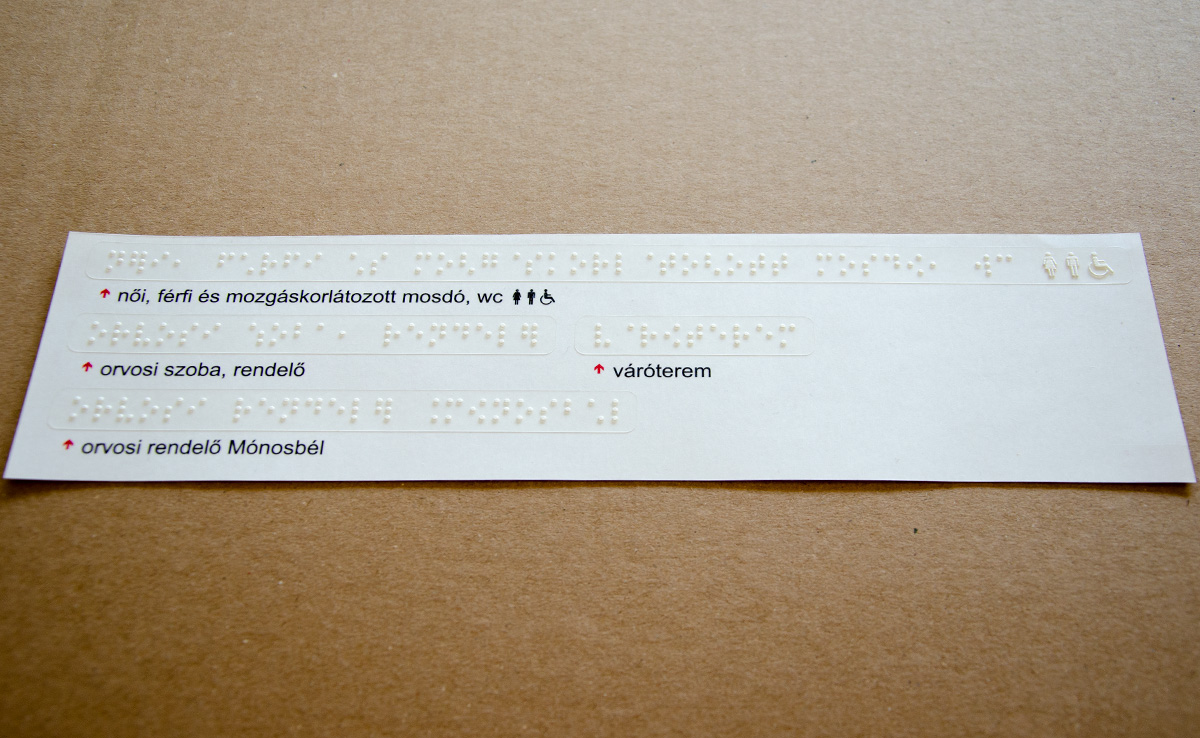 női, férfi és mozgáskorlátozott mosdó, wc
orvosi szoba, rendelő
váróterem
orvosi rendelő Mónosbél